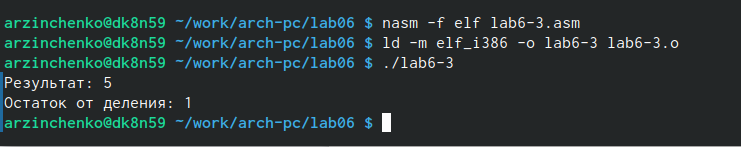 arzinchenko@dk8n59 ~/work/arch-pc/lab06 $ nasm -f elf lab6-3.asm
arzinchenko@dk8n59 ~/work/arch-pc/lab06 $ ld -m elf_i386 -o lab6-3 lab6-3.o
arzinchenko@dk8n59 ~/work/arch-pc/lab06 $ ./lab6-3
Результат: 5
Остаток от деления: 1
arzinchenko@dk8n59 ~/work/arch-pc/lab06 $